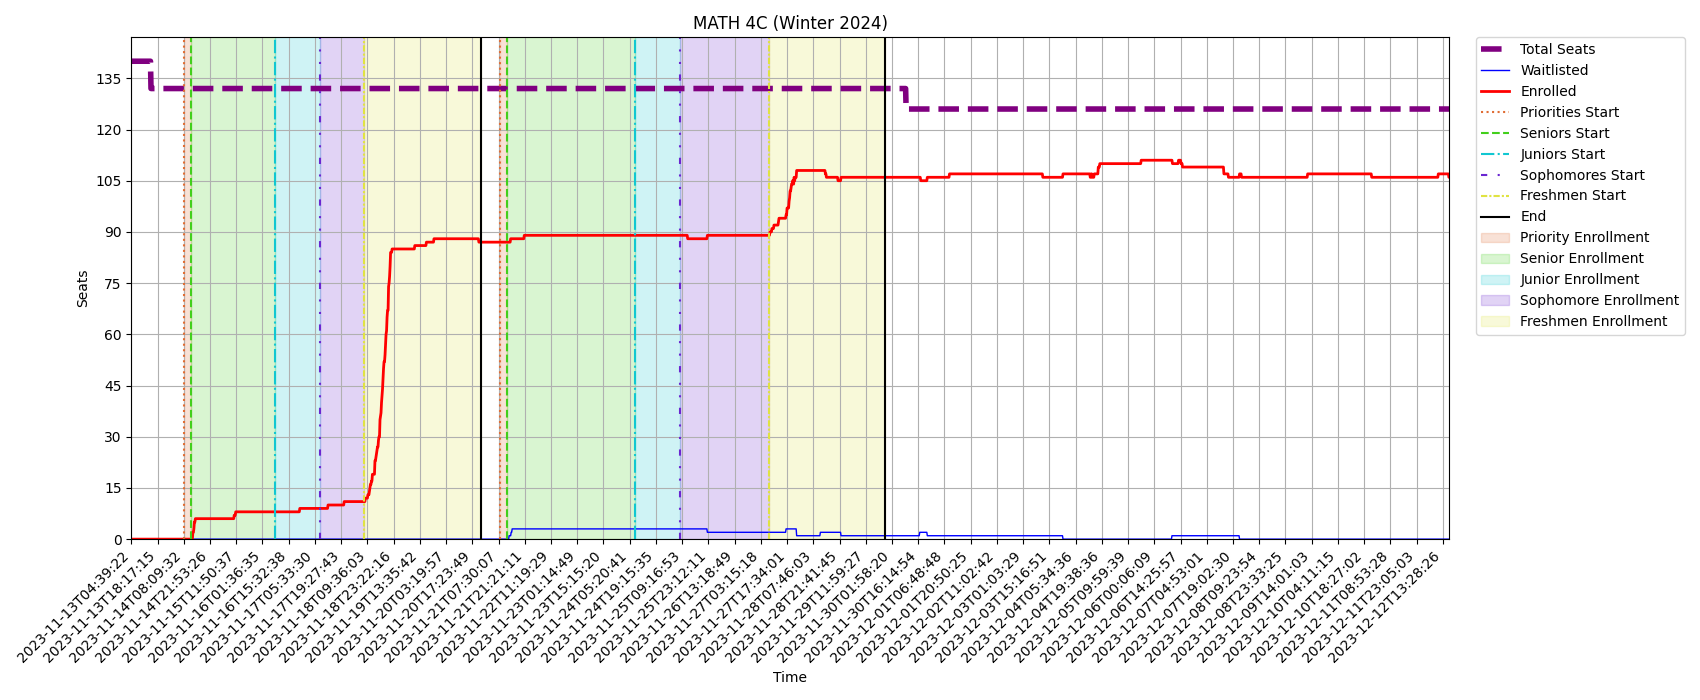 MATH 4C (Winter 2024)
Seats
135
120
105
90
75
60
45
30
15
0
2023-11-13T04:39:22
2023-11-13T18:17:15
2023-11-14T08:09:32
2023-11-14T21:53:26
2023-11-15T11:50:37
2023-11-16T01:36:35
2023-11-16T15:32:38
2023-11-17T05:33:30
2023-11-17T19:27:43
2023-11-18T09:36:03
2023-11-18T23:22:16
2023-11-19T13:35:42
2023-11-20T03:19:57
2023-11-20T17:23:49
2023-11-21T07:30:07
2023-11-21T21:21:11
2023-11-22T11:19:29
2023-11-23T01:14:49
2023-11-23T15:15:20
2023-11-24T05:20:41
2023-11-24T19:15:35
2023-11-25T09:16:53
2023-11-25T23:12:11
2023-11-26T13:18:49
2023-11-27T03:15:18
2023-11-27T17:34:01
2023-11-28T07:46:03
2023-11-28T21:41:45
2023-11-29T11:59:27
2023-11-30T01:58:20
2023-11-30T16:14:54
2023-12-01T06:48:48
2023-12-01T20:50:25
2023-12-02T11:02:42
2023-12-03T01:03:29
2023-12-03T15:16:51
2023-12-04T05:34:36
2023-12-04T19:38:36
2023-12-05T09:59:39
2023-12-06T00:06:09
2023-12-06T14:25:57
2023-12-07T04:53:01
2023-12-07T19:02:30
2023-12-08T09:23:54
2023-12-08T23:33:25
2023-12-09T14:01:03
2023-12-10T04:11:15
2023-12-10T18:27:02
2023-12-11T08:53:28
2023-12-11T23:05:03
2023-12-12T13:28:26
Time
Total Seats
Waitlisted
Enrolled
Priorities Start
Seniors Start
Juniors Start
Sophomores Start
Freshmen Start
End
Priority Enrollment
Senior Enrollment
Junior Enrollment
Sophomore Enrollment
Freshmen Enrollment